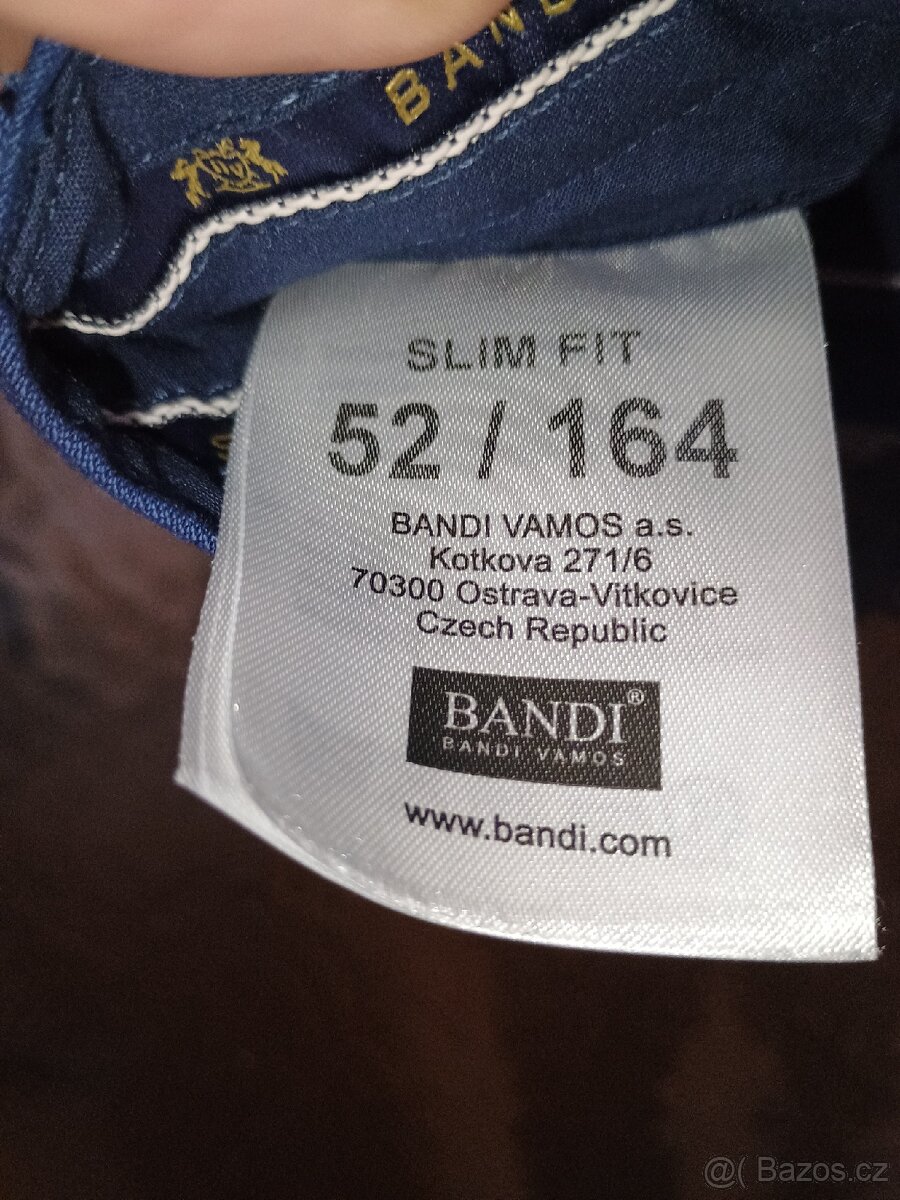 BAND
SLIM FIT
52 / 164
BANDI VAMOS a.s.
Kotkova 271/6
70300 Ostrava-Vitkovice
Czech Republic
BANDI®
BANDI VAMOS
www.bandi.com
@( Bazos.cz